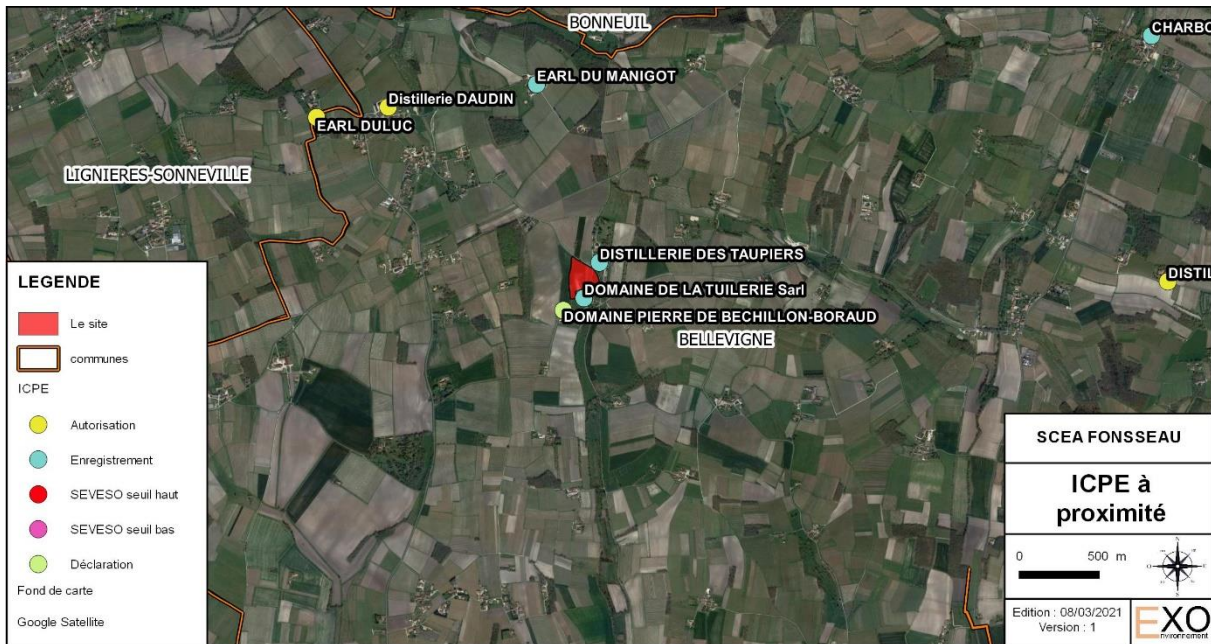 BONNEUIL
CHARBO
EARL DU MANIGOT
Distillerie DAUDIN
EARL DULUC
LIGNIERES-SONNEVILLE
DISTILLERIE DES TAUPIERS
DISTIL
DOMAINE DE LA TUILERIE Sarl
DOMAINE PIERRE DE BECHILLON-BORAUD
BELLEVIGNE
LEGENDE
Le site
communes
ICPE
Autorisation
Enregistrement
SEVESO seuil haut
SEVESO seuil bas
Déclaration
Fond de carte
Google Satellite
SCEA FONSSEAU
ICPE à
proximité
0 500 m
Edition : 08/03/2021
Version : 1
EXO
environnement